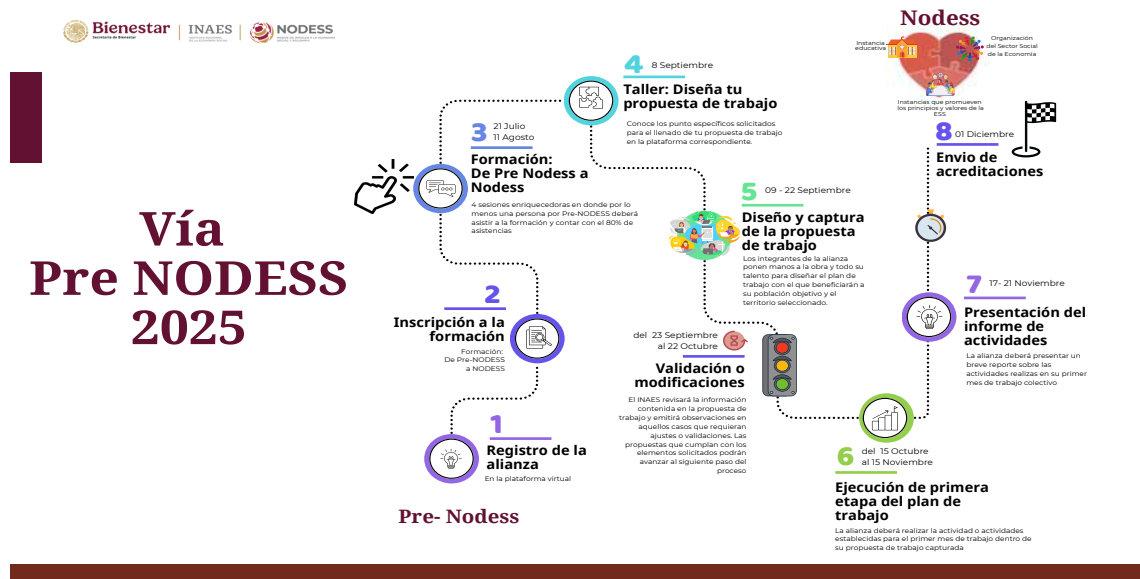 Bienestar
Secretaría de Bienestar
INAES
NODESS
Vía
Pre NODESS
2025
Pre- Nodess
1
Registro de la
alianza
En la plataforma virtual
2
Inscripción a la
formación
Formación:
De Pre-NODESS
a NODESS
3
21 Julio
11 Agosto
Formación:
De Pre Nodess a
Nodess
4 sesiones enriquecedoras en donde por lo
menos una persona por Pre-NODESS deberá
asistir a la formación y contar con el 80% de
asistencias
4
8 Septiembre
Taller: Diseña tu
propuesta de trabajo
Conoce los punto específicos solicitados
para el llenado de tu propuesta de trabajo
en la plataforma correspondiente.
5
09 - 22 Septiembre
Diseño y captura
de la propuesta
de trabajo
Los integrantes de la alianza
ponen manos a la obra y todo su
talento para diseñar el plan de
trabajo con el que beneficiarán a
su población objetivo y el
territorio seleccionado.
del 23 Septiembre
al 22 Octubre
Validación o
modificaciones
El INAES revisará la información
contenida en la propuesta de
trabajo y emitirá observaciones en
aquellos casos que requieran
ajustes o validaciones. Las
propuestas que cumplan con los
elementos solicitados podrán
avanzar al siguiente paso del
proceso
6
del 15 Octubre
al 15 Noviembre
Ejecución de primera
etapa del plan de
trabajo
La alianza deberá realizar la actividad o actividades
establecidas para el primer mes de trabajo dentro de
su propuesta de trabajo capturada
7
17- 21 Noviembre
Presentación del
informe de
actividades
La alianza deberá presentar un
breve reporte sobre las
actividades realizas en su primer
mes de trabajo colectivo
8
01 Diciembre
Envio de
acreditaciones
Nodess
Instancia
educativa
Organización
del Sector Social
de la Economía
Instancias que promueven
los principios y valores de la
ESS